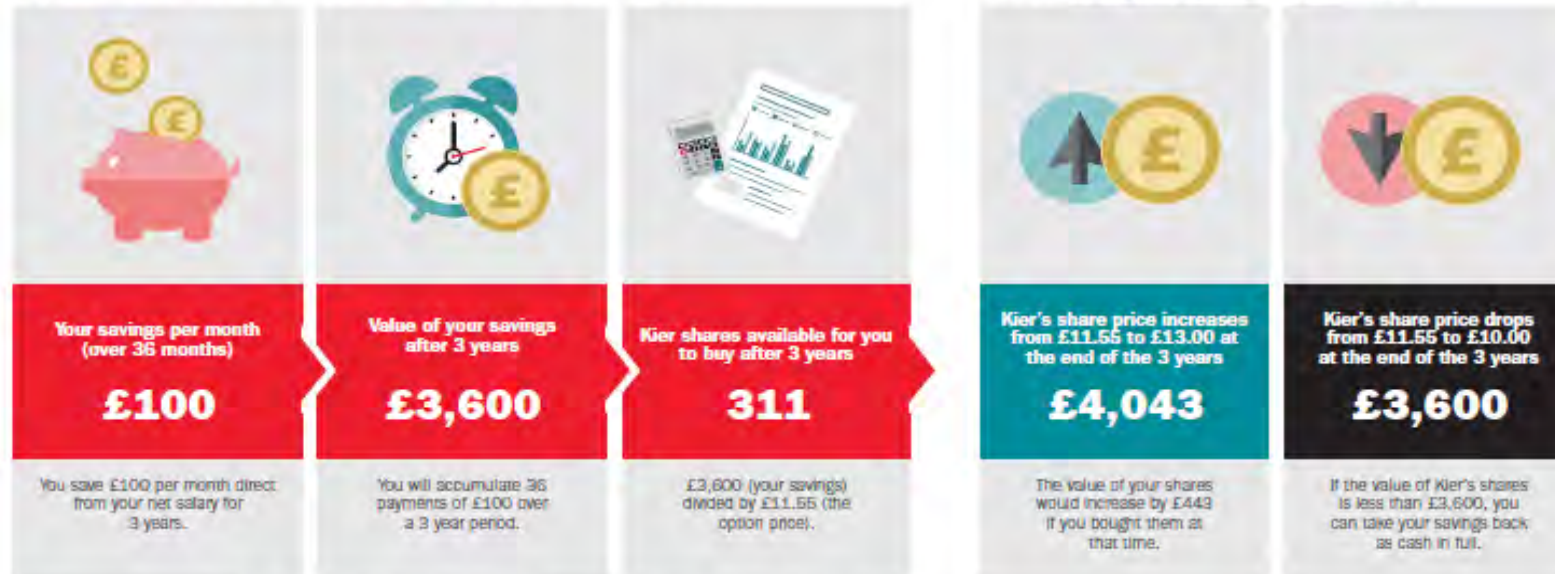 Your savings per month
(over 36 months)
£100
You save £100 per month direct
from your net salary for
3 years.
Value of your savings
after 3 years
£3,600
You will accumulate 36
payments of £100 over
a 3 year period.
Kier shares available for you
to buy after 3 years
311
£3,600 (your savings)
divided by £11.55 (the
option price).
Kier's share price increases
from £11.55 to £13.00 at
the end of the 3 years
£4,043
The value of your shares
would increase by £443
if you bought them at
that time.
Kier's share price drops
from £11.55 to £10.00
at the end of the 3 years
£3,600
If the value of Kier's shares
is less than £3,600, you
can take your savings back
as cash in full.
£
£
£
£
£